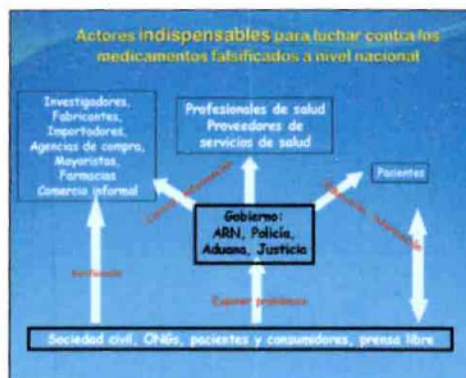 Actores indispensables para luchar contra los
medicamentos falsificados a nivel nacional
Investigadores,
Fabricantes,
Importadores,
Agencias de compra,
Mayoristas,
Farmacias
Comercio informal
Profesionales de salud
Proveedores de
servicios de salud
Pacientes
Gobierno:
ARN, Policía,
Aduana, Justicia
Exponer problemas
Sociedad civil, ONGs, pacientes y consumidores, prensa libre